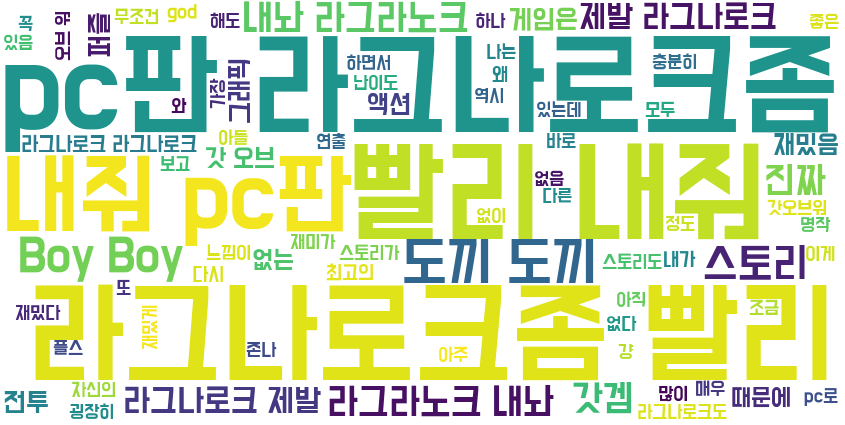 꼭 무조건 god 해도 내놔 라그라노크 하나 게임은 제발 라그나로크 좋은
있음 오브 워 퍼즐
pc판 라그나로크좀
와 가장 그래픽 하면서 난이도 액션 나는 왜 역시 있는데 충분히 모두
라그나로크 라그나로크 아들 연출 바로 재밌음
보고 갓 오브
내줘 pc판 빨리 내줘
없음 다른 없이 정도 진짜 갓오브워 명작
Boy Boy 느낌이 없는 재미가 스토리가 도끼 도끼 스토리도 내가 스토리 이게
다시 최고의
또
라그나로크좀 빨리
재밌다 재밌게 아직 조금
플스 존나 아주 없다 걍
전투 자신의 굉장히 라그나로크 제발 라그라노크 내놔 갓겜 많이 매우 때문에 pc로
라그나로크도